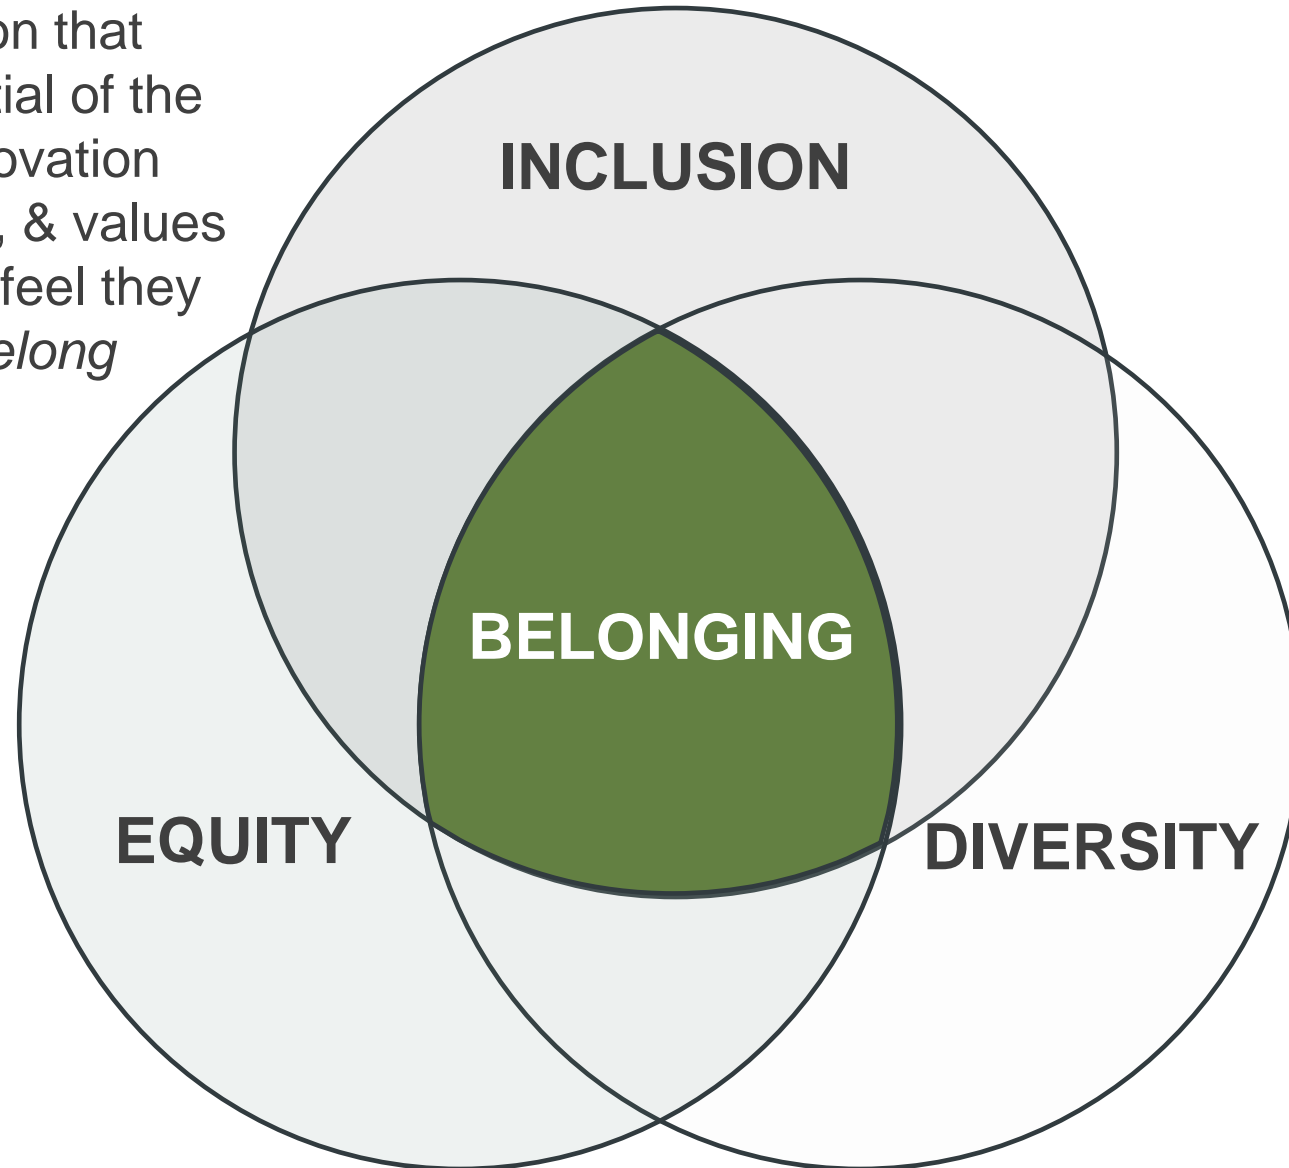 on that
tial of the
ovation
, & values
feel they
elong
INCLUSION
BELONGING
EQUITY
DIVERSITY